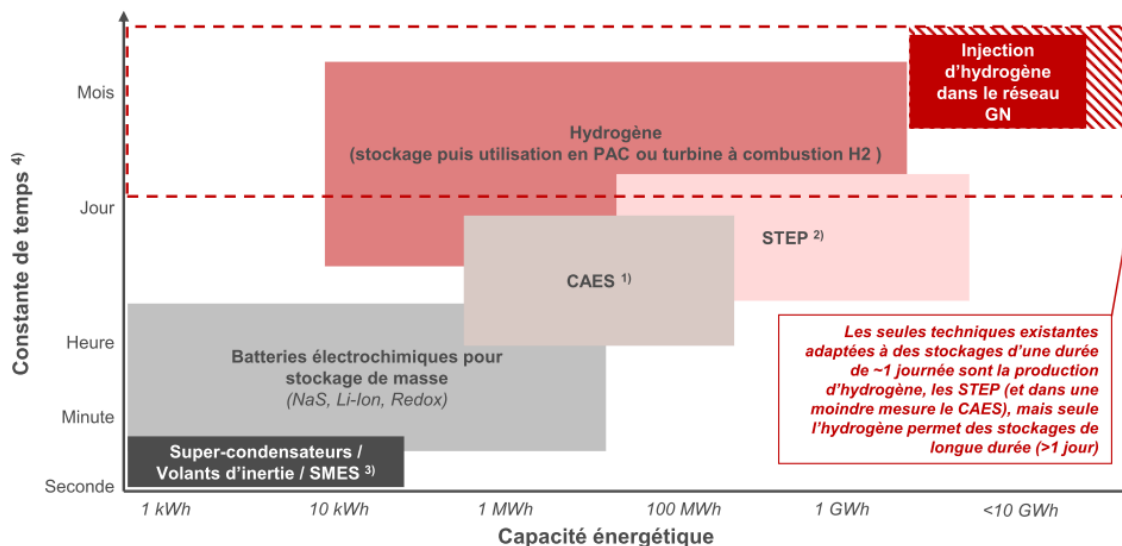 Constante de temps 4)
Mois
Jour
Heure
Minute
Seconde
Injection
d'hydrogène
dans le réseau
GN
Hydrogène
(stockage puis utilisation en PAC ou turbine à combustion H2 )
STEP 2)
CAES 1)
Batteries électrochimiques pour
stockage de masse
(NaS, Li-Ion, Redox)
Super-condensateurs /
Volants d'inertie / SMES 3)
Les seules techniques existantes
adaptées à des stockages d'une durée
de ~1 journée sont la production
d'hydrogène, les STEP (et dans une
moindre mesure le CAES), mais seule
l'hydrogène permet des stockages de
longue durée (>1 jour)
1 kWh
10 kWh
1 MWh
100 MWh
1 GWh
<10 GWh
Capacité énergétique